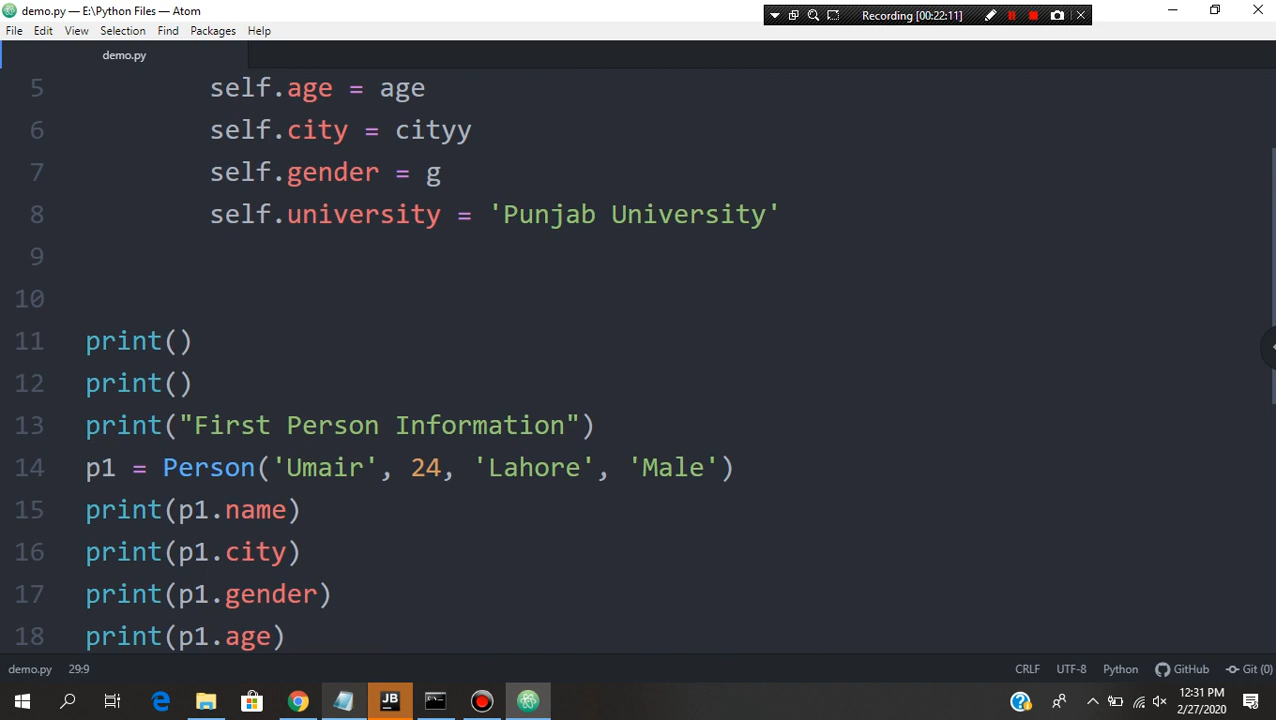 demo.py — E:\Python Files — Atom
Recording [00:22:11]
File Edit View Selection Find Packages Help
demo.py
5 self.age = age
6 self.city = cityy
7 self.gender = g
8 self.university = 'Punjab University'
9
10
11 print()
12 print()
13 print("First Person Information")
14 p1 = Person('Umair', 24, 'Lahore', 'Male')
15 print(p1.name)
16 print(p1.city)
17 print(p1.gender)
18 print(p1.age)
demo.py 29:9 CRLF UTF-8 Python GitHub Git (0)
JB
12:31 PM
2/27/2020